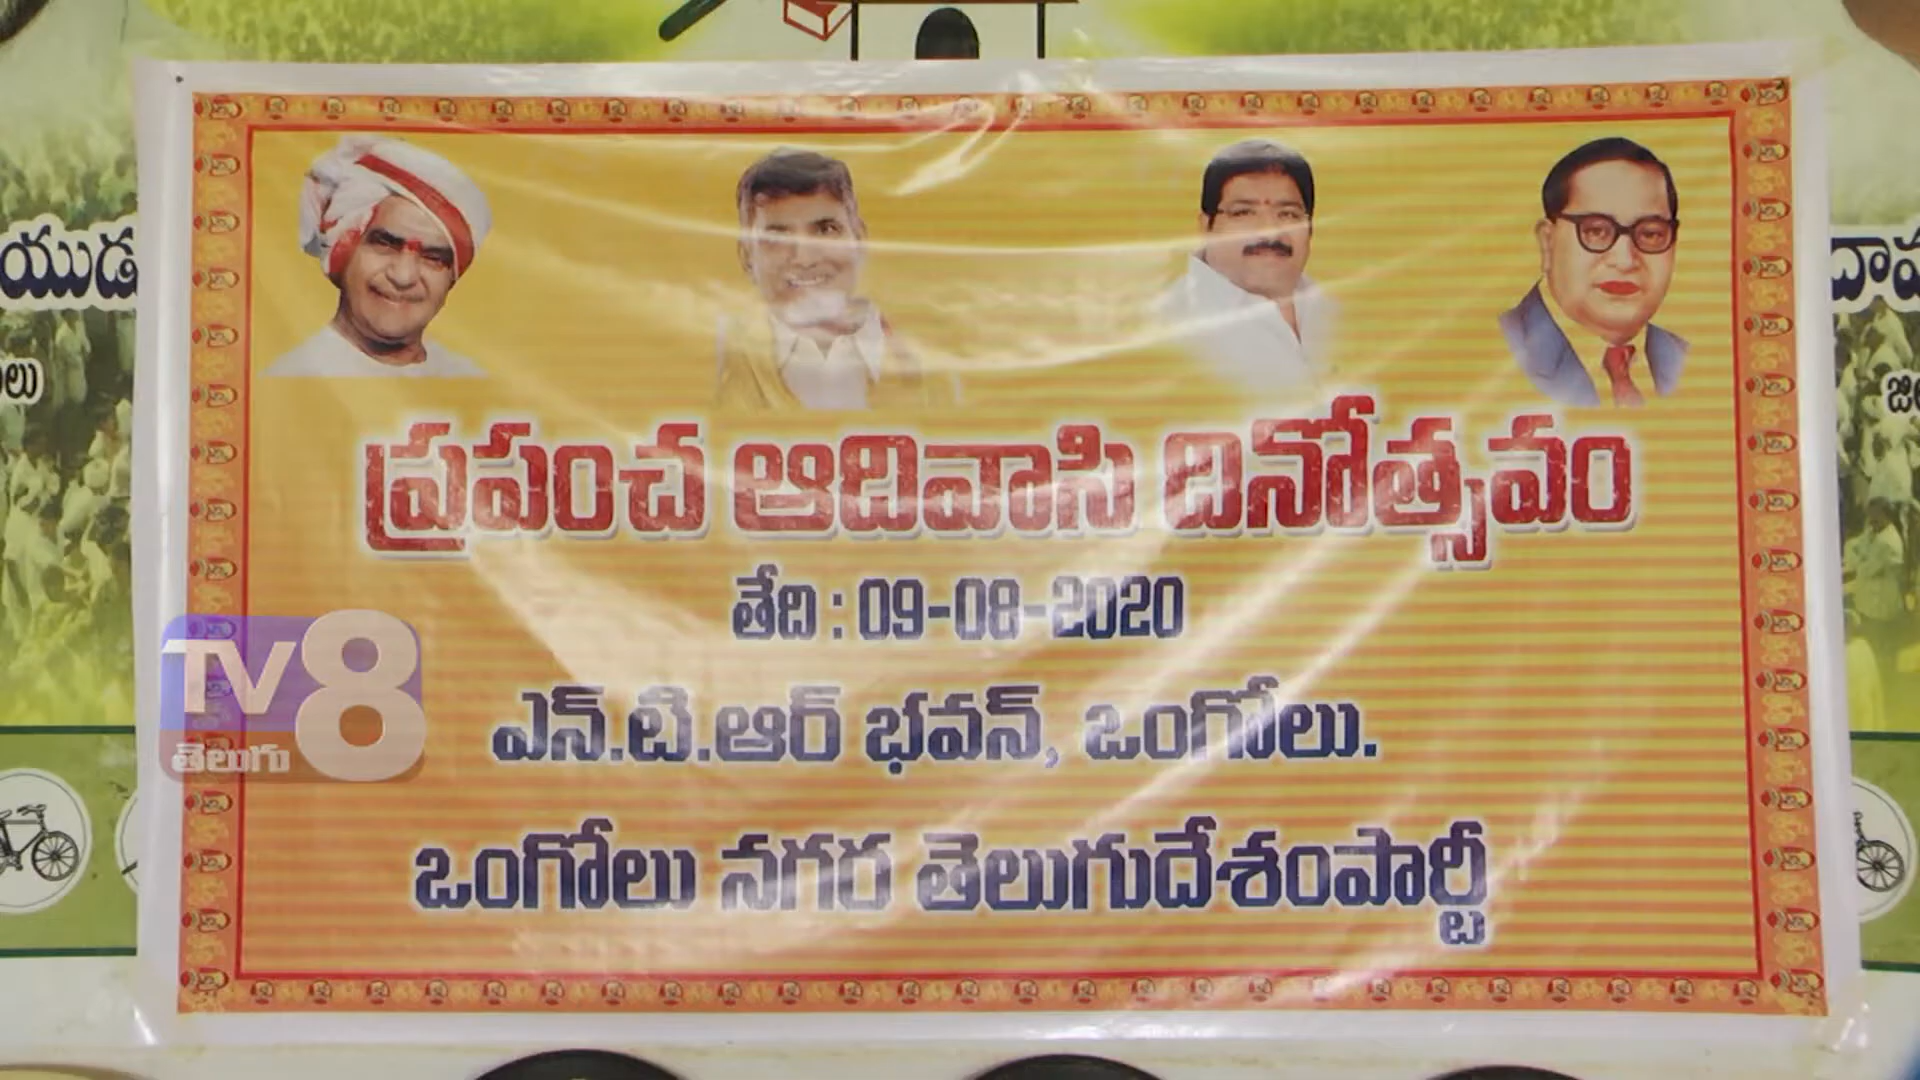 ప్రపంచ ఆదివాసి దినోత్సవం
తేది : 09-08-2020
ఎన్.టి.ఆర్ భవన్, ఒంగోలు.
ఒంగోలు నగర తెలుగుదేశంపార్టీ
TV8
తెలుగు